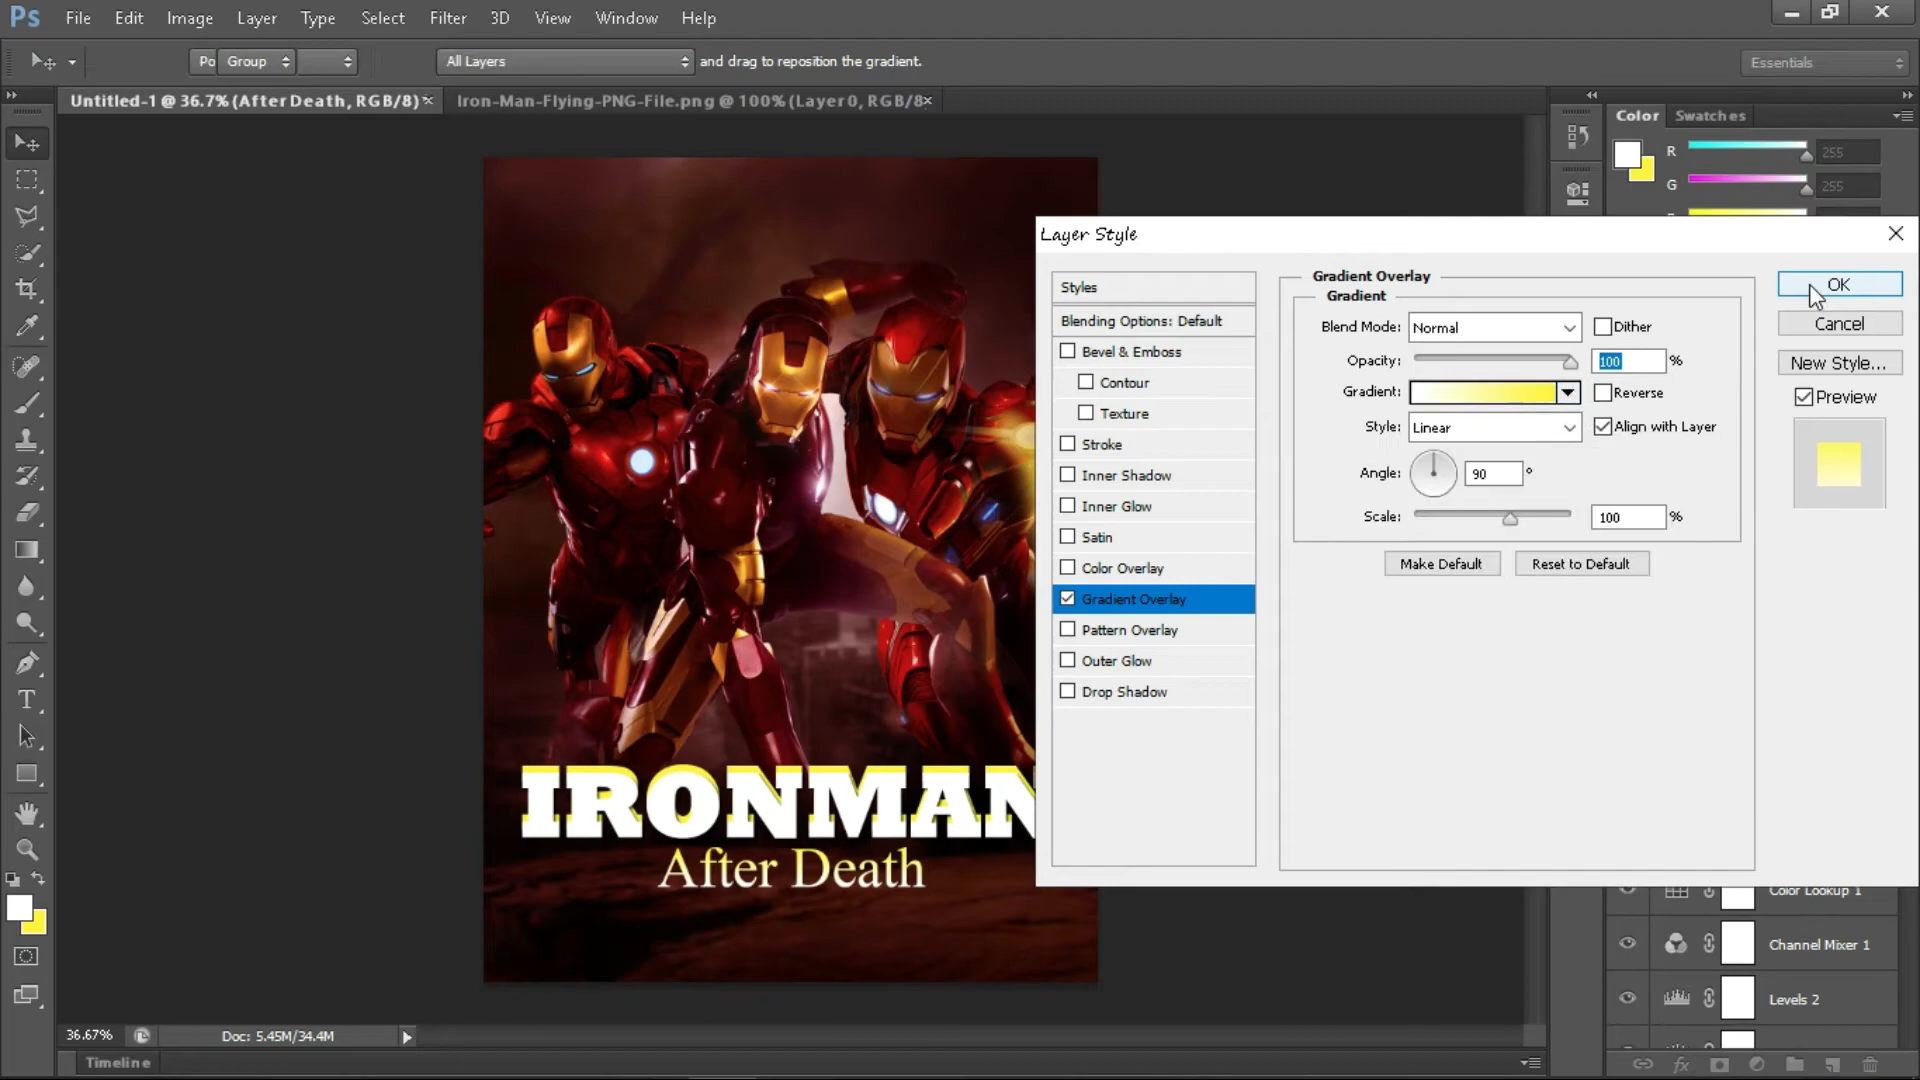 Ps File Edit Image Layer Type Select Filter 3D View Window Help
Po Group All Layers and drag to reposition the gradient. Essentials
Untitled-1 @ 36.7% (After Death, RGB/8) × Iron-Man-Flying-PNG-File.png @ 100% (Layer 0, RGB/8 ×
Color Swatches
R 255
G 255
Layer Style
Styles
Blending Options: Default
Bevel & Emboss
Contour
Texture
Stroke
Inner Shadow
Inner Glow
Satin
Color Overlay
Gradient Overlay
Pattern Overlay
Outer Glow
Drop Shadow
Gradient Overlay
Gradient
Blend Mode: Normal Dither
Opacity: 100 %
Gradient: Reverse
Style: Linear Align with Layer
Angle: 90 °
Scale: 100 %
Make Default Reset to Default
OK
Cancel
New Style...
Preview
IRONMAN
After Death
Color Lookup 1
Channel Mixer 1
Levels 2
36.67% Doc: 5.45M/34.4M
Timeline